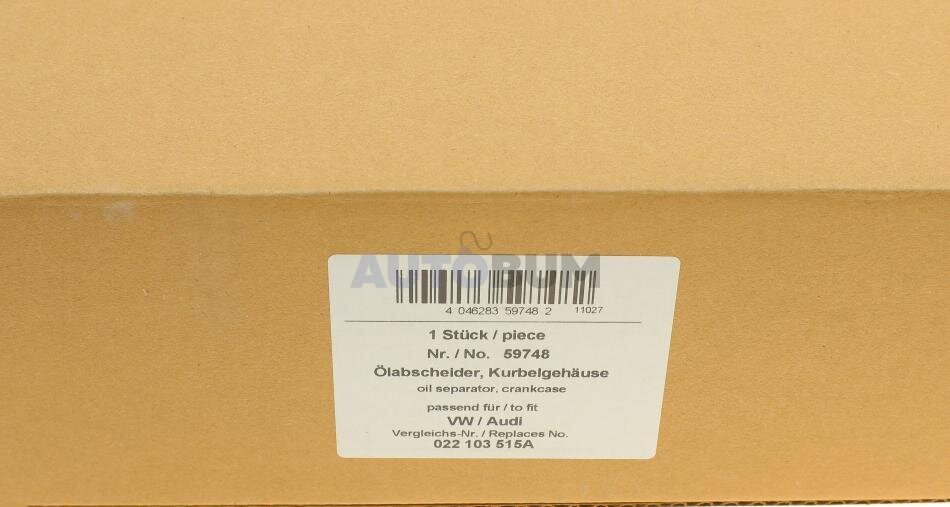 AUTOBUM
4 046283 59748 2 11027
1 Stück / piece
Nr. / No. 59748
Ölabscheider, Kurbelgehäuse
oil separator, crankcase
passend für / to fit
VW / Audi
Vergleichs-Nr. / Replaces No.
022 103 515A